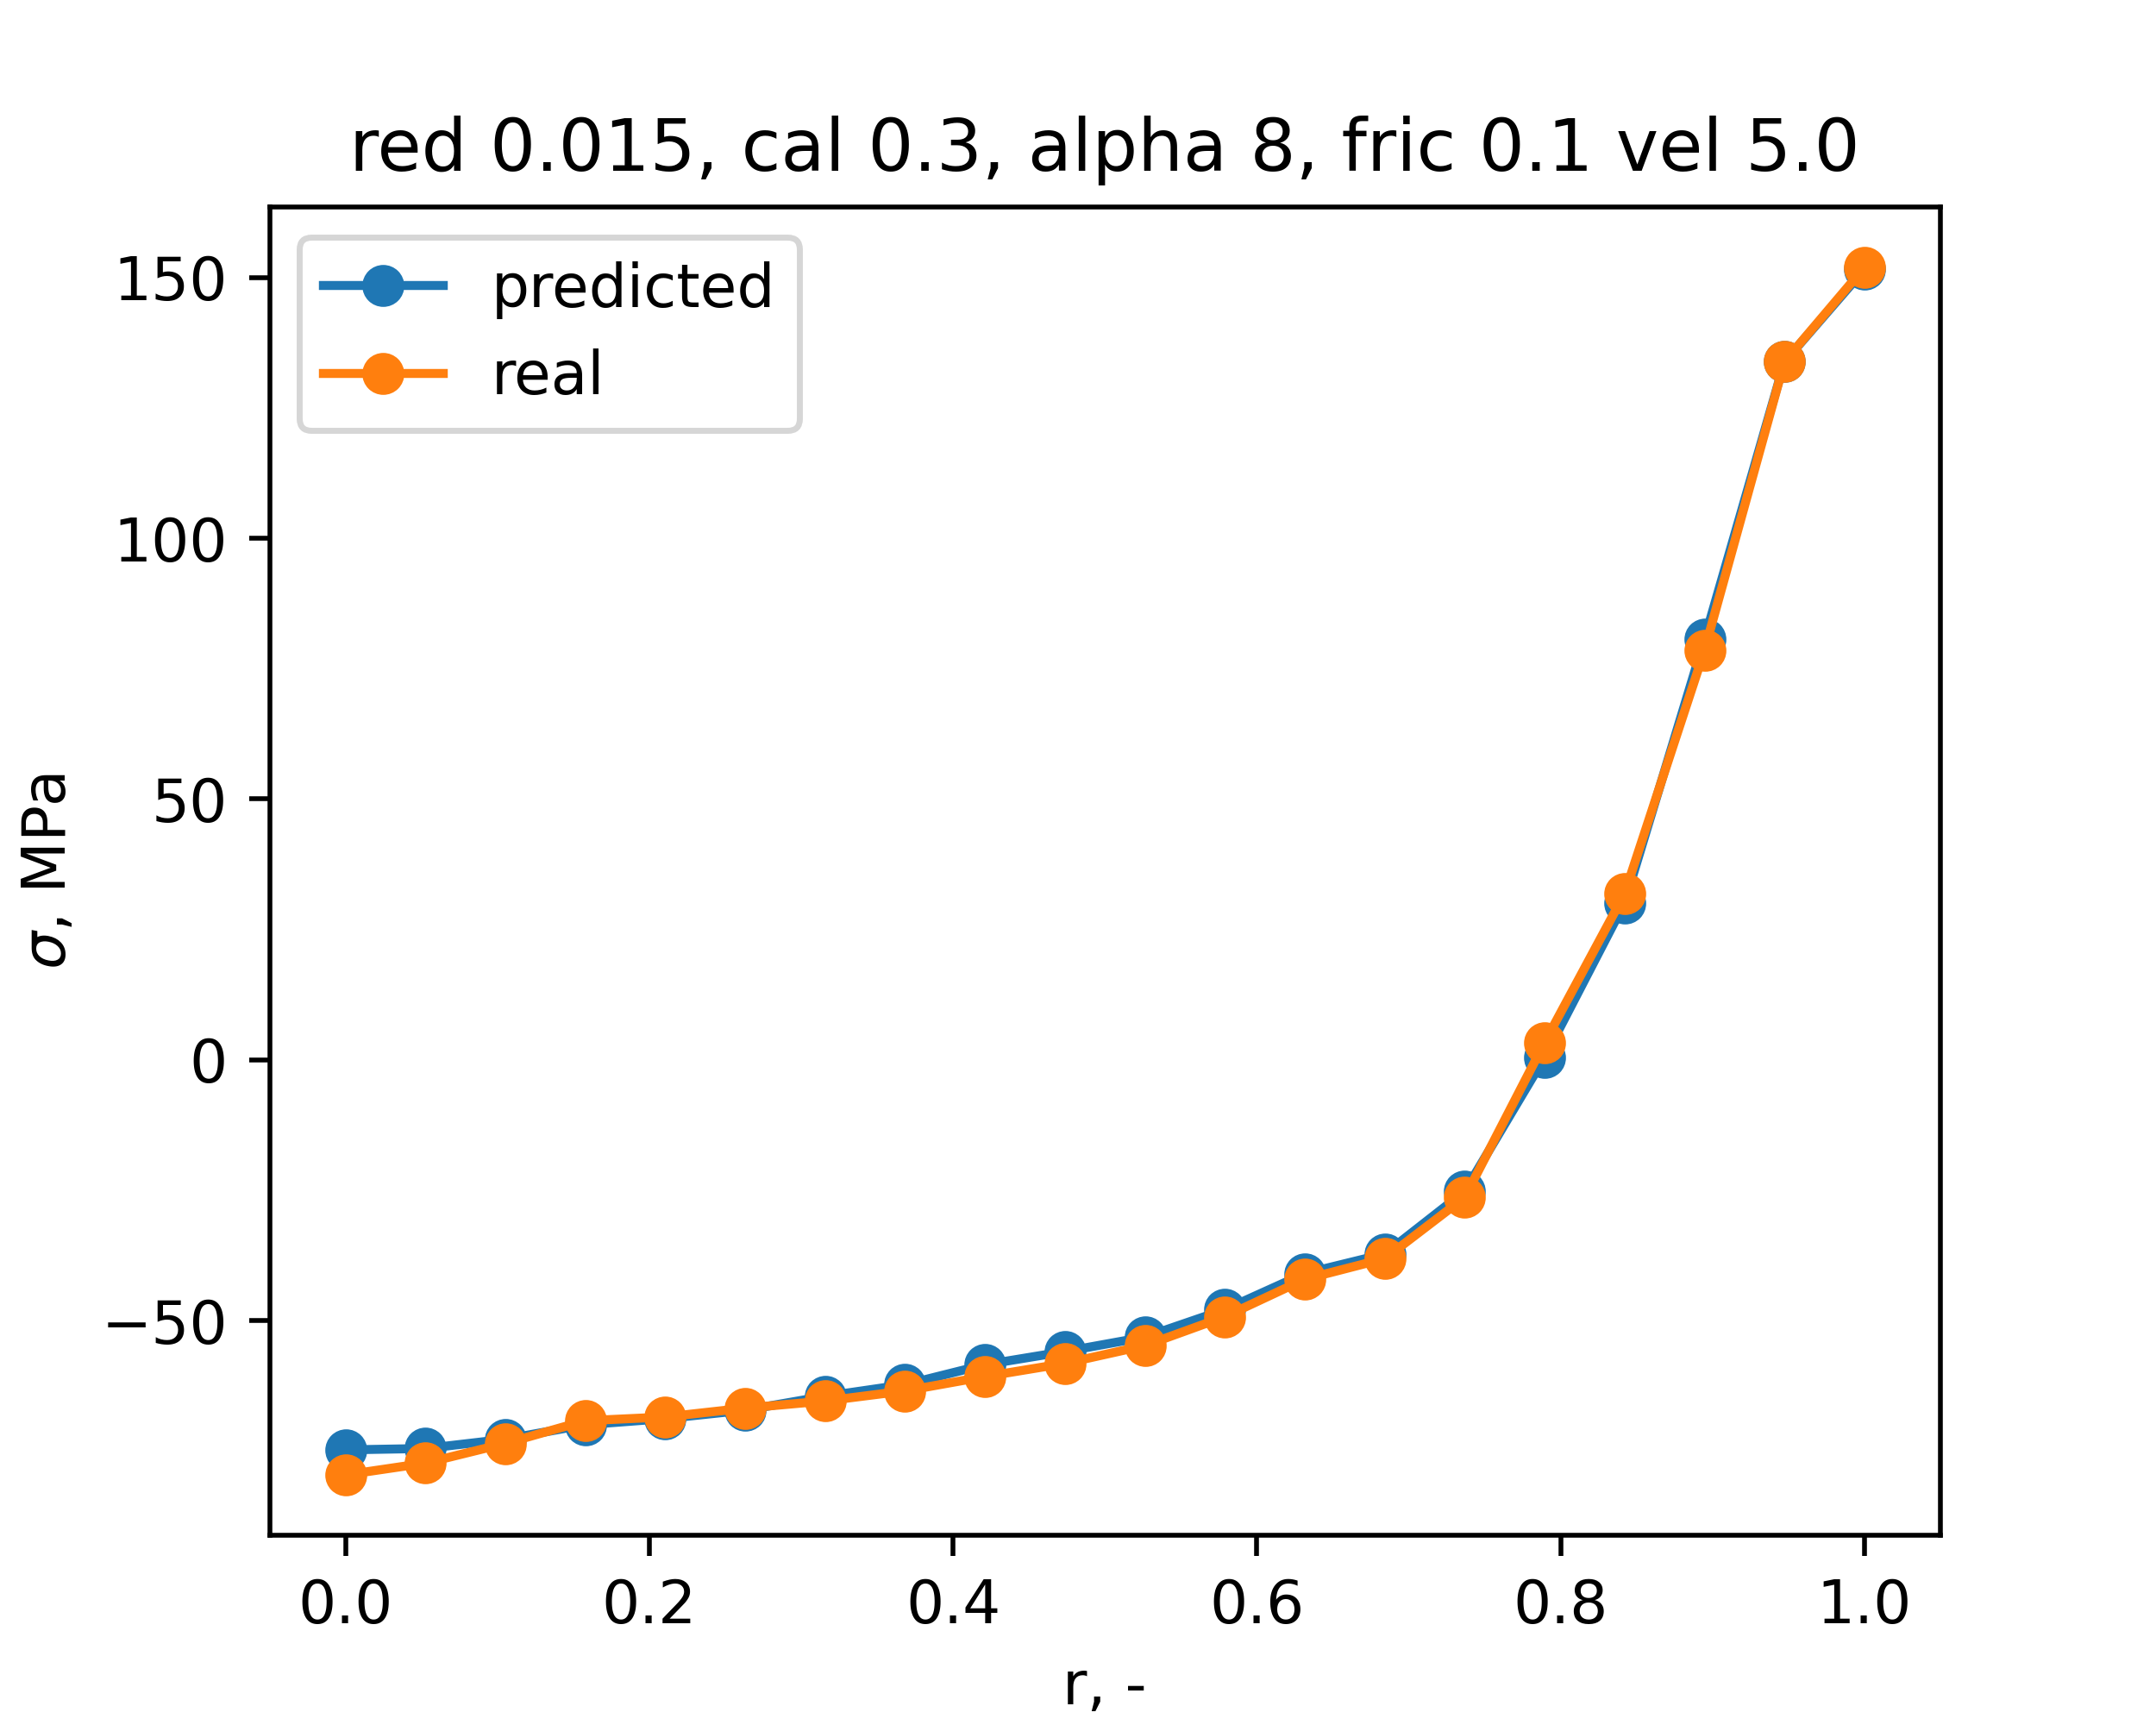 red 0.015, cal 0.3, alpha 8, fric 0.1 vel 5.0
predicted
real
150
100
50
0
−50
σ, MPa
0.0 0.2 0.4 0.6 0.8 1.0
r, -